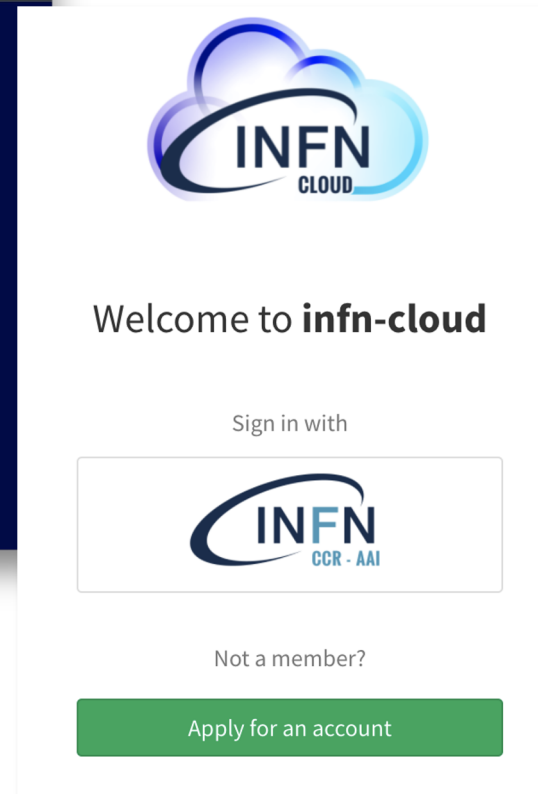 INFN
CLOUD
Welcome to infn-cloud
Sign in with
INFN
CCR - AAI
Not a member?
Apply for an account